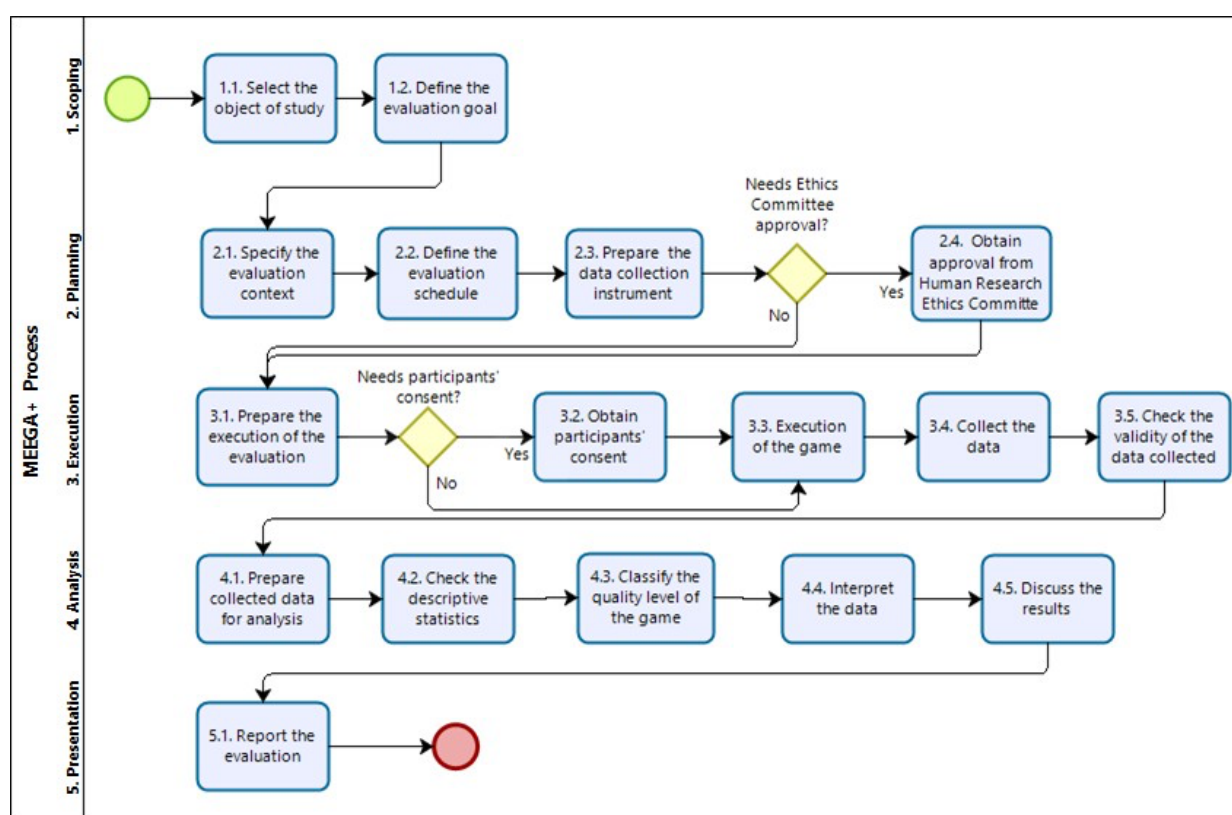 MEEGA+ Process
1. Scoping
1.1. Select the
object of study
1.2. Define the
evaluation goal
2. Planning
2.1. Specify the
evaluation
context
2.2. Define the
evaluation
schedule
2.3. Prepare the
data collection
instrument
Needs Ethics
Committee
approval?
Yes
No
2.4. Obtain
approval from
Human Research
Ethics Committe
3. Execution
3.1. Prepare the
execution of the
evaluation
Needs participants'
consent?
Yes
No
3.2. Obtain
participants'
consent
3.3. Execution
of the game
3.4. Collect the
data
3.5. Check the
validity of the
data collected
4. Analysis
4.1. Prepare
collected data
for analysis
4.2. Check the
descriptive
statistics
4.3. Classify the
quality level of
the game
4.4. Interpret
the data
4.5. Discuss the
results
5. Presentation
5.1. Report the
evaluation